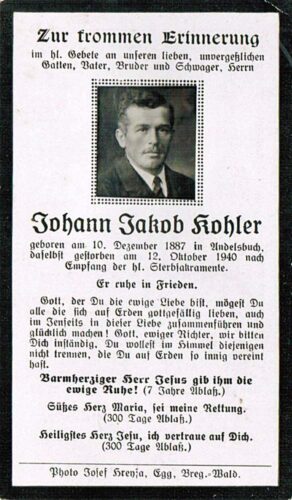 Zur frommen Erinnerung
im hl. Gebete an unseren lieben, unvergeßlichen
Gatten, Vater, Bruder und Schwager, Herrn
Johann Jakob Kohler
geboren am 10. Dezember 1887 in Andelsbuch,
daselbst gestorben am 12. Oktober 1940 nach
Empfang der hl. Sterbsakramente.
Er ruhe in Frieden.
Gott, der Du die ewige Liebe bist, mögest Du
alle die sich auf Erden gottgefällig lieben, auch
im Jenseits in dieser Liebe zusammenführen und
glücklich machen! Gott, ewiger Richter, wir bitten
Dich inständig, Du wollest im Himmel diejenigen
nicht trennen, die Du auf Erden so innig vereint
hast.
Barmherziger Herr Jesus gib ihm die
ewige Ruhe! (7 Jahre Ablaß.)
Süßes Herz Maria, sei meine Rettung.
(300 Tage Ablaß.)
Heiligstes Herz Jesu, ich vertraue auf Dich.
(300 Tage Ablaß.)
Photo Josef Hreyla, Egg, Breg.-Wald.